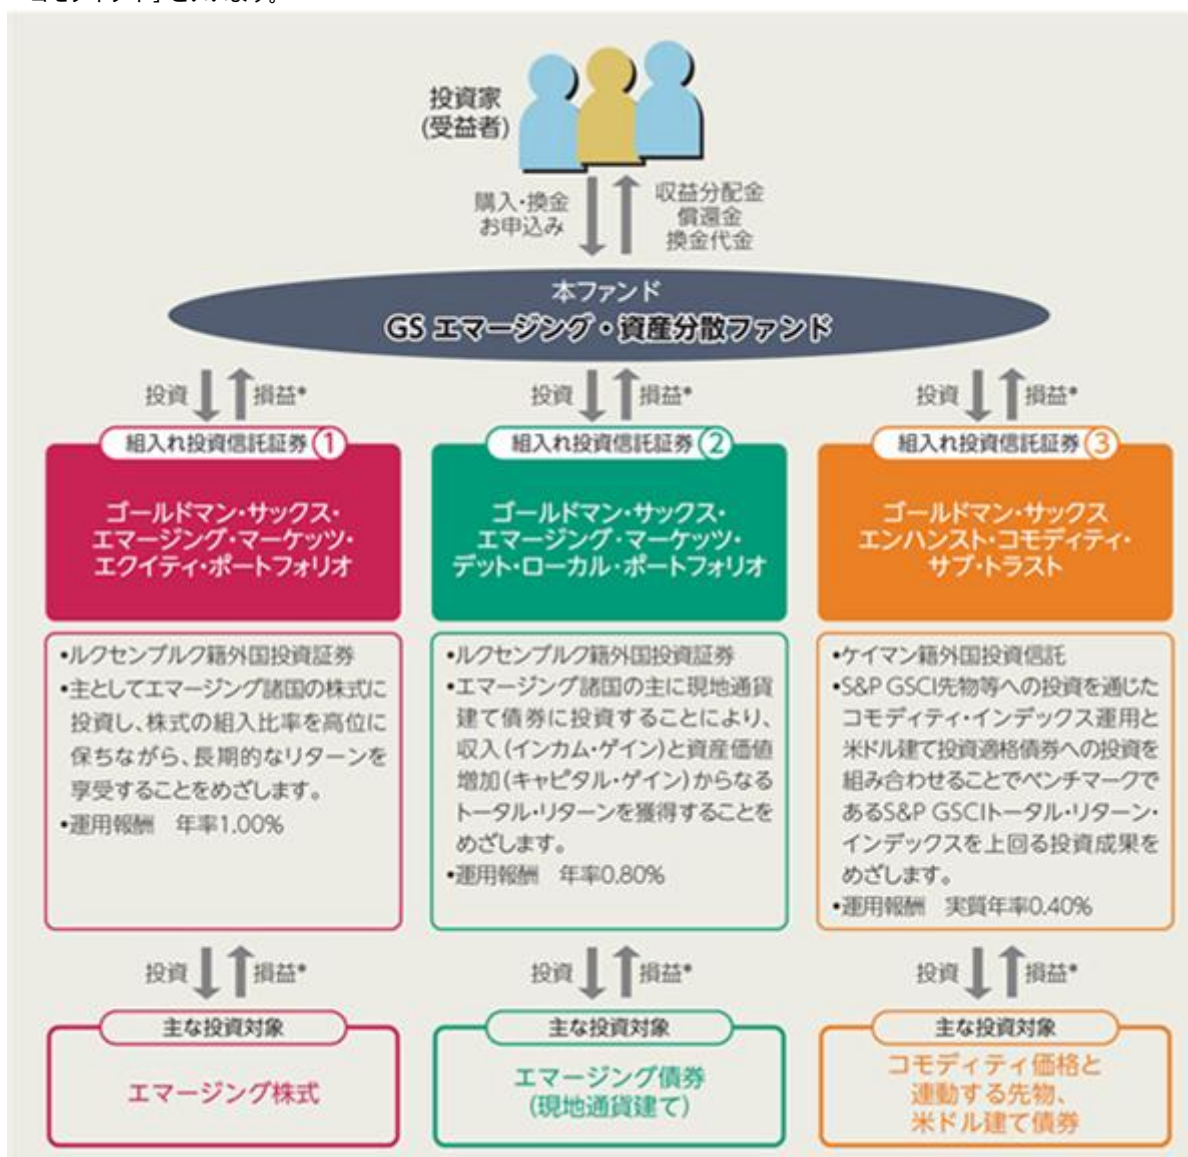 コモディティ」といいます。
投資家
(受益者)
購入・換金
お申込み
収益分配金
償還金
換金代金
本ファンド
GS エマージング・資産分散ファンド
投資 損益*
投資 損益*
投資 損益*
組入れ投資信託証券 1
ゴールドマン・サックス・
エマージング・マーケッツ・
エクイティ・ポートフォリオ
•ルクセンブルク籍外国投資証券
•主としてエマージング諸国の株式に
投資し、株式の組入比率を高位に
保ちながら、長期的なリターンを
享受することをめざします。
•運用報酬 年率1.00%
組入れ投資信託証券 2
ゴールドマン・サックス・
エマージング・マーケッツ・
デット・ローカル・ポートフォリオ
•ルクセンブルク籍外国投資証券
•エマージング諸国の主に現地通貨
建て債券に投資することにより、
収入(インカム・ゲイン)と資産価値
増加(キャピタル・ゲイン)からなる
トータル・リターンを獲得することを
めざします。
•運用報酬 年率0.80%
組入れ投資信託証券 3
ゴールドマン・サックス
エンハンスト・コモディティ・
サブ・トラスト
•ケイマン籍外国投資信託
•S&P GSCI先物等への投資を通じた
コモディティ・インデックス運用と
米ドル建て投資適格債券への投資を
組み合わせることでベンチマークで
あるS&P GSCIトータル・リターン・
インデックスを上回る投資成果を
めざします。
•運用報酬 実質年率0.40%
投資 損益*
投資 損益*
投資 損益*
主な投資対象
エマージング株式
主な投資対象
エマージング債券
(現地通貨建て)
主な投資対象
コモディティ価格と
連動する先物、
米ドル建て債券